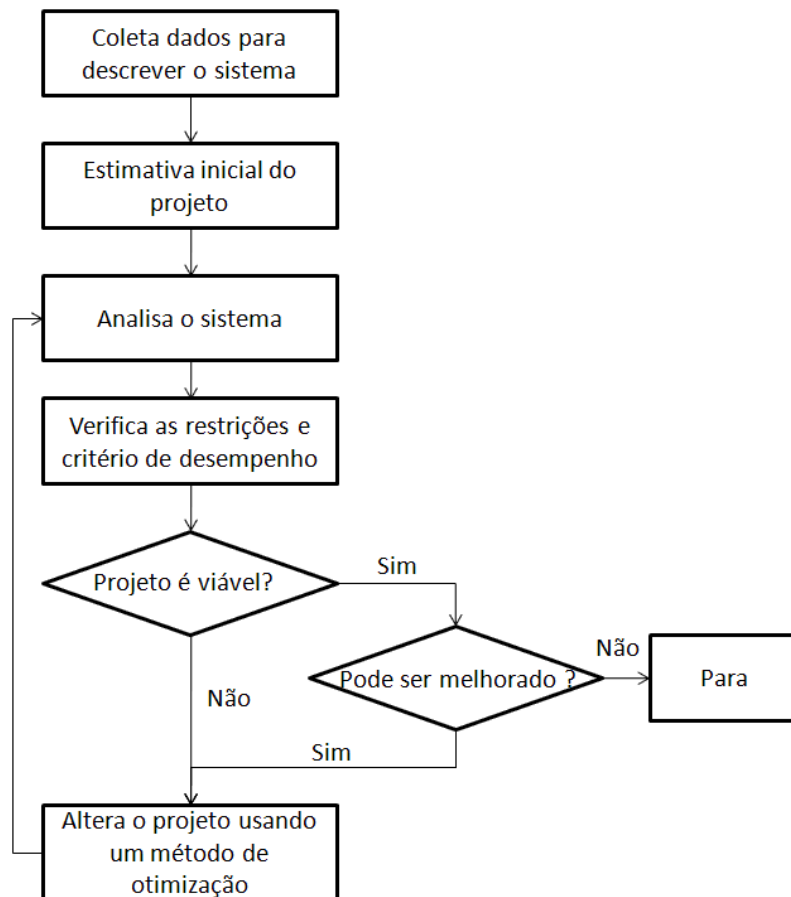 Coleta dados para
descrever o sistema
Estimativa inicial do
projeto
Analisa o sistema
Verifica as restrições e
critério de desempenho
Projeto é viável?
Sim
Pode ser melhorado ?
Não
Para
Não
Sim
Altera o projeto usando
um método de
otimização